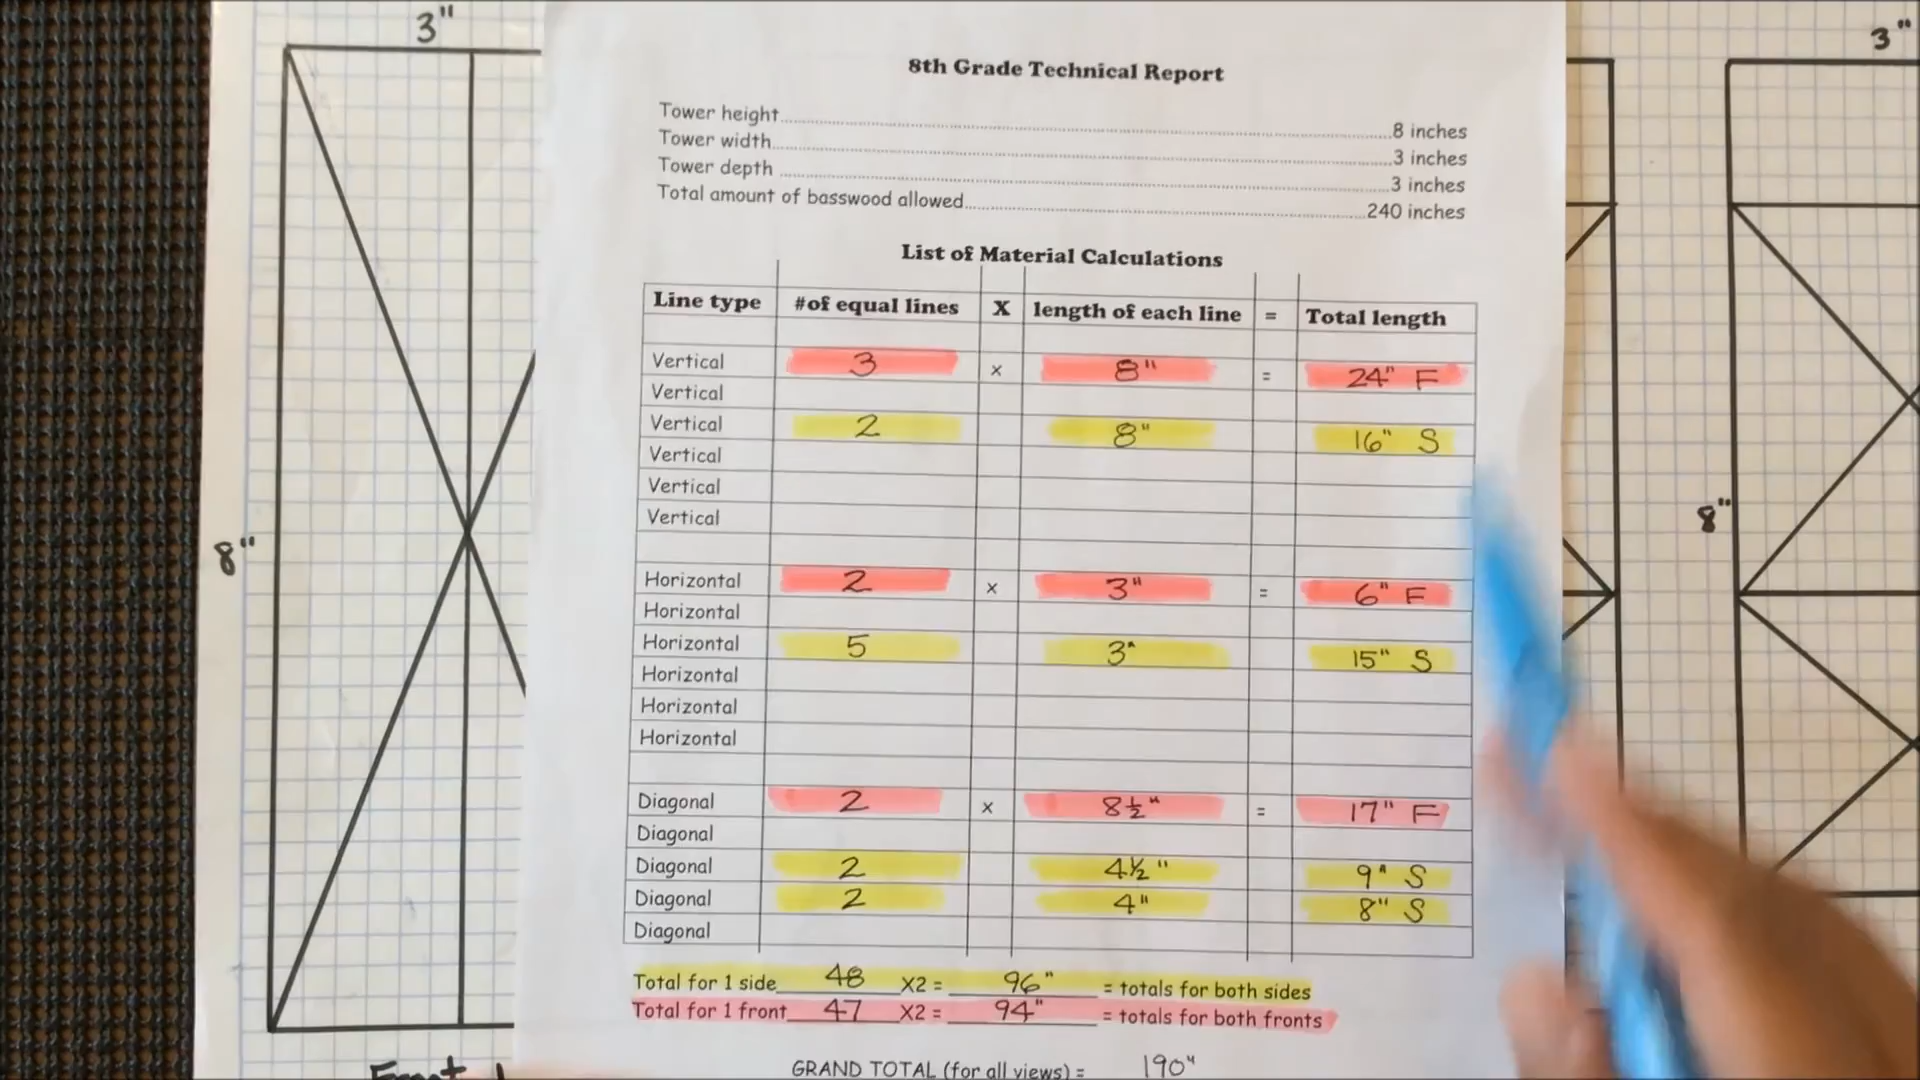 3"
3"
8th Grade Technical Report
Tower height 8 inches
Tower width 3 inches
Tower depth 3 inches
Total amount of basswood allowed 240 inches
List of Material Calculations
Line type #of equal lines X length of each line = Total length
Vertical 3 x 8" = 24" F
Vertical
Vertical 2 8" 16" S
Vertical
Vertical
Vertical
8"
8"
Horizontal 2 x 3" = 6" F
Horizontal
Horizontal 5 3" 15" S
Horizontal
Horizontal
Horizontal
Diagonal 2 x 8½" = 17" F
Diagonal
Diagonal 2 4½" 9" S
Diagonal 2 4" 8" S
Diagonal
Total for 1 side 48 X2 = 96" = totals for both sides
Total for 1 front 47 X2 = 94" = totals for both fronts
Front
GRAND TOTAL (for all views) = 190"